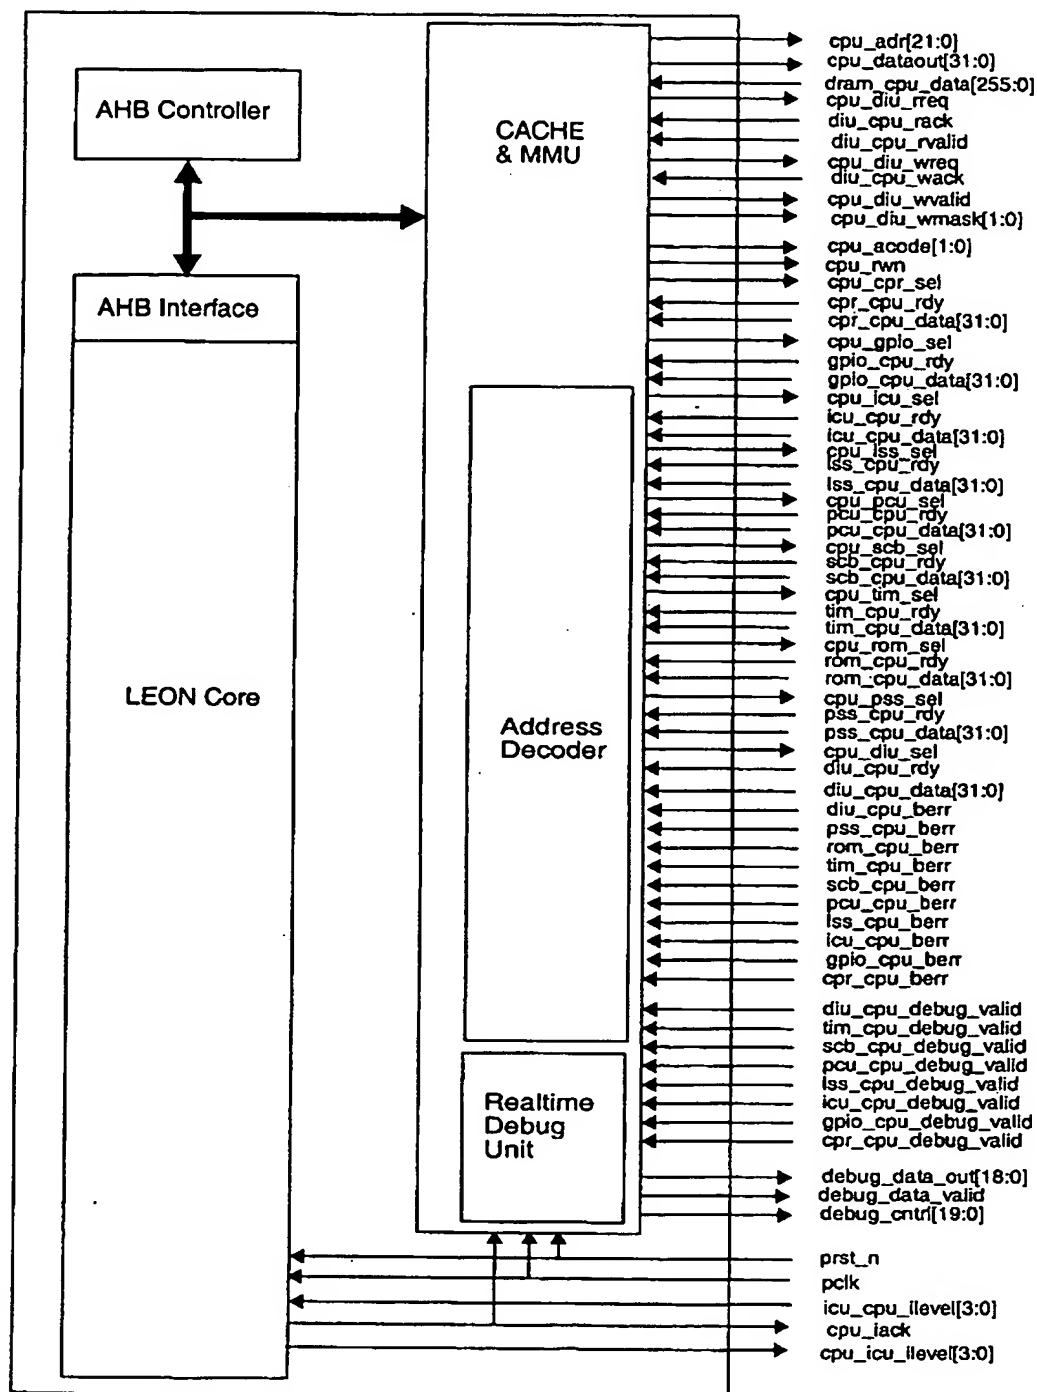 AHB Controller
AHB Interface
LEON Core
CACHE
& MMU
Address
Decoder
Realtime
Debug
Unit
cpu_adr[21:0]
cpu_dataout[31:0]
dram_cpu_data[255:0]
cpu_diu_rreq
diu_cpu_rack
diu_cpu_rvalid
cpu_diu_wreq
diu_cpu_wack
cpu_diu_wvalid
cpu_diu_wmask[1:0]
cpu_acode[1:0]
cpu_rwn
cpu_cpr_sel
cpr_cpu_rdy
cpr_cpu_data[31:0]
cpu_gpio_sel
gpio_cpu_rdy
gpio_cpu_data[31:0]
cpu_icu_sel
icu_cpu_rdy
icu_cpu_data[31:0]
cpu_lss_sel
lss_cpu_rdy
lss_cpu_data[31:0]
cpu_pcu_sel
pcu_cpu_rdy
pcu_cpu_data[31:0]
cpu_scb_sel
scb_cpu_rdy
scb_cpu_data[31:0]
cpu_tim_sel
tim_cpu_rdy
tim_cpu_data[31:0]
cpu_rom_sel
rom_cpu_rdy
rom_cpu_data[31:0]
cpu_pss_sel
pss_cpu_rdy
pss_cpu_data[31:0]
cpu_diu_sel
diu_cpu_rdy
diu_cpu_data[31:0]
diu_cpu_berr
pss_cpu_berr
rom_cpu_berr
tim_cpu_berr
scb_cpu_berr
pcu_cpu_berr
lss_cpu_berr
icu_cpu_berr
gpio_cpu_berr
cpr_cpu_berr
diu_cpu_debug_valid
tim_cpu_debug_valid
scb_cpu_debug_valid
pcu_cpu_debug_valid
lss_cpu_debug_valid
icu_cpu_debug_valid
gpio_cpu_debug_valid
cpr_cpu_debug_valid
debug_data_out[18:0]
debug_data_valid
debug_cntrl[19:0]
prst_n
pclk
icu_cpu_ilevel[3:0]
cpu_iack
cpu_icu_ilevel[3:0]